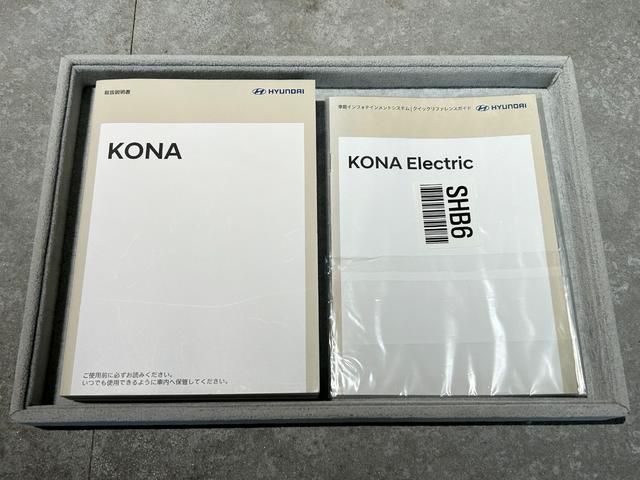 取扱説明書
HYUNDAI
KONA
ご使用前に必ずお読みください。
いつでも使用できるように車内へ保管してください。
車載インフォテインメントシステム | クイックリファレンスガイド
HYUNDAI
KONA Electric
SHB6